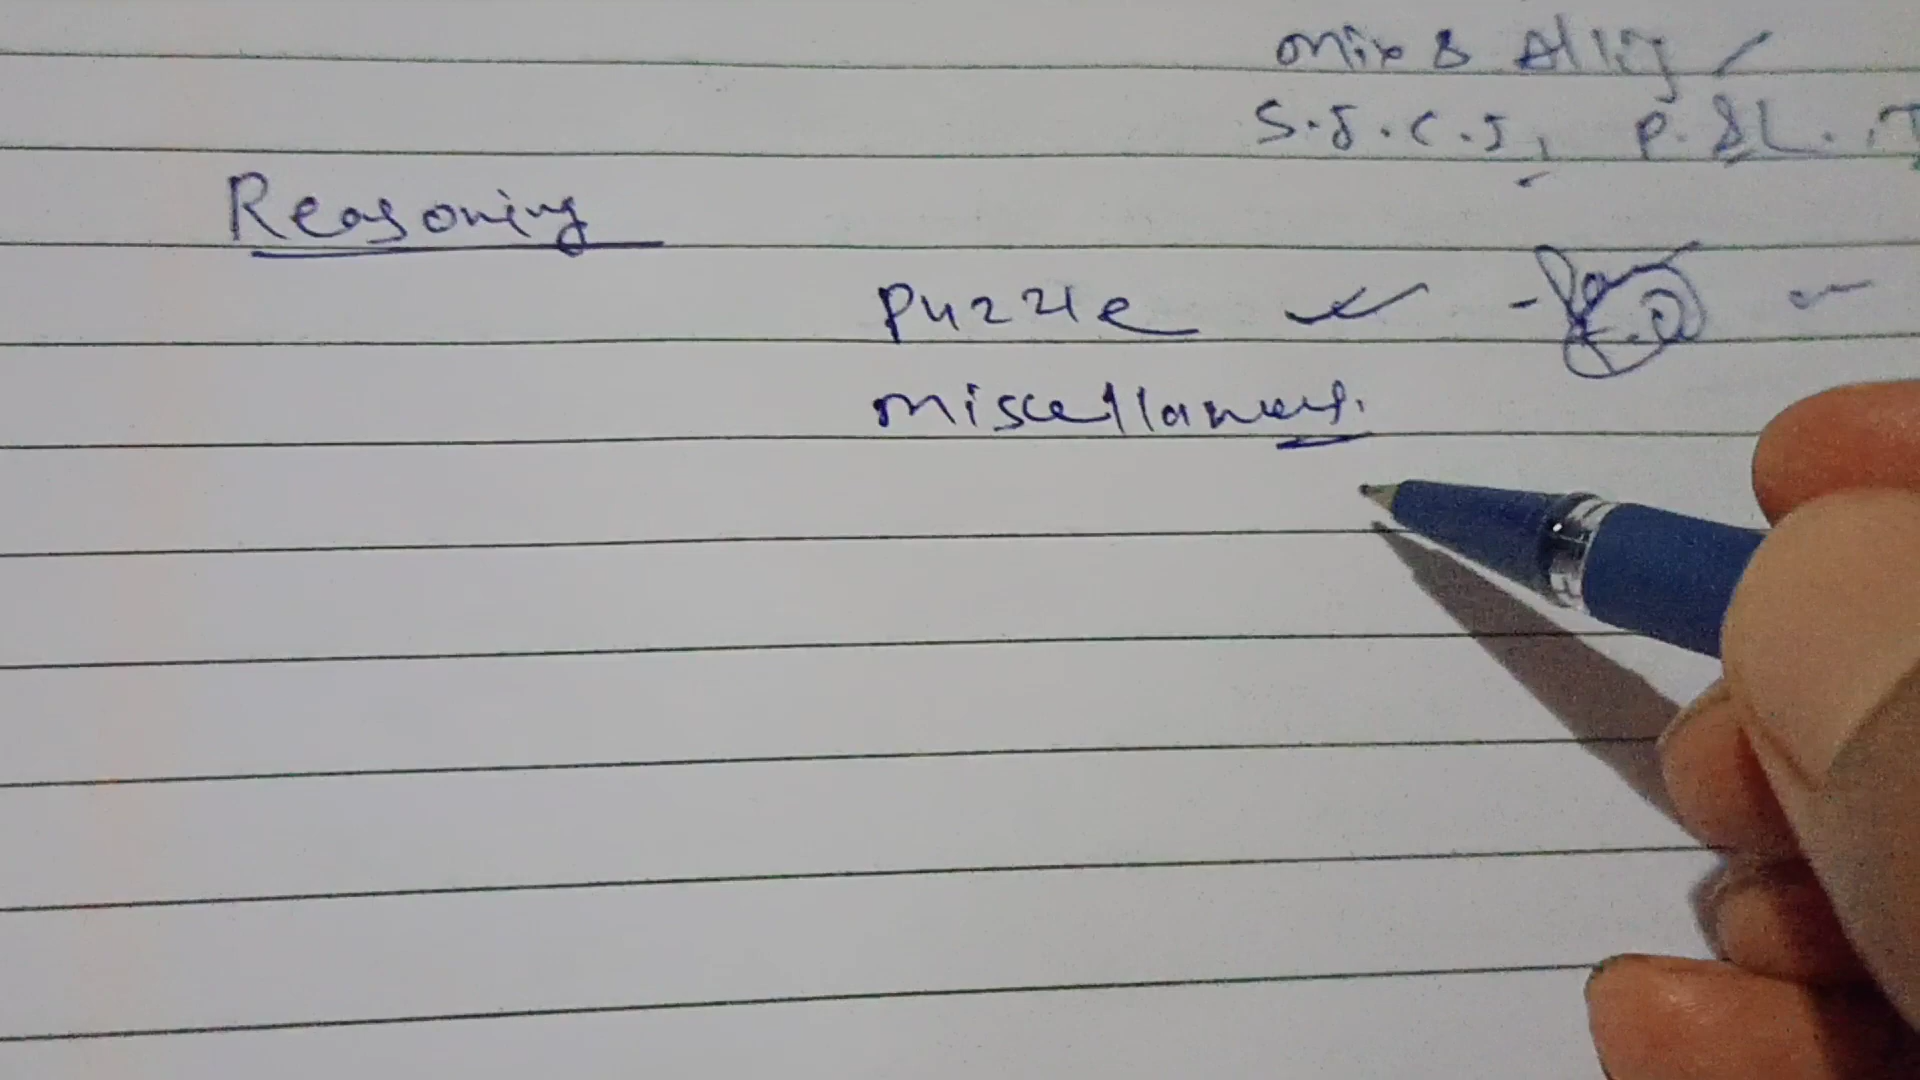 Mix & Allig
S.I.C.I, P.&L.
Reasoning
Puzzle
Miscellaneous.